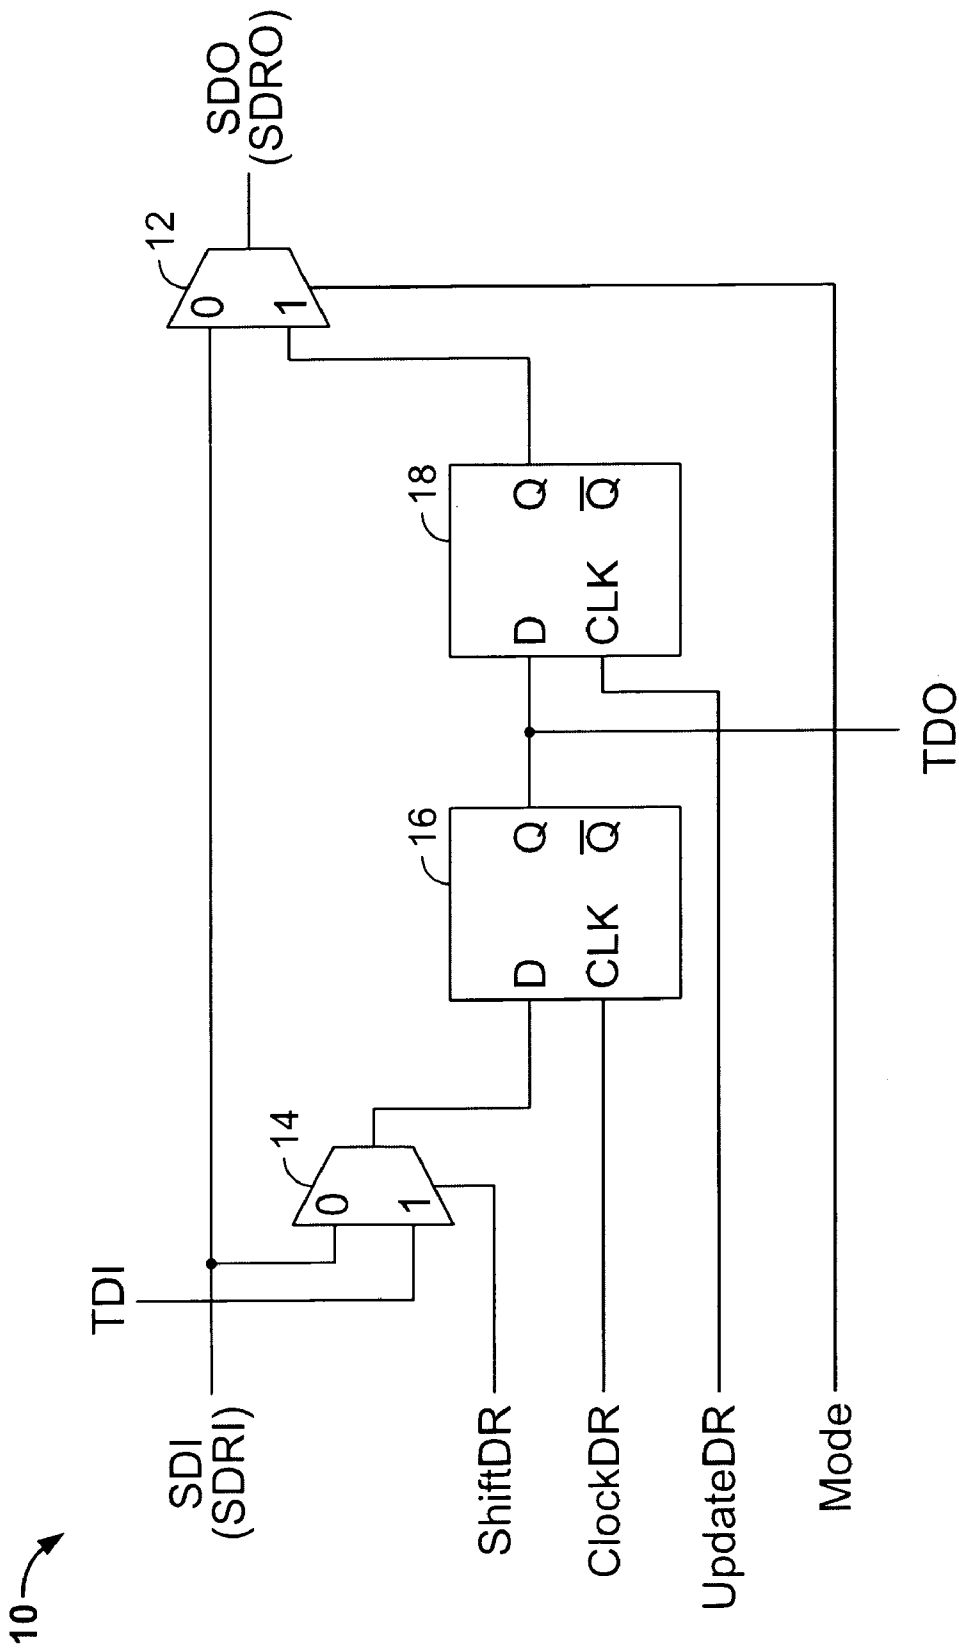 10
SDI
(SDRI)
TDI
14
0
1
ShiftDR
ClockDR
UpdateDR
Mode
16
D
Q
CLK
Q̅
18
D
Q
CLK
Q̅
TDO
12
0
1
SDO
(SDRO)